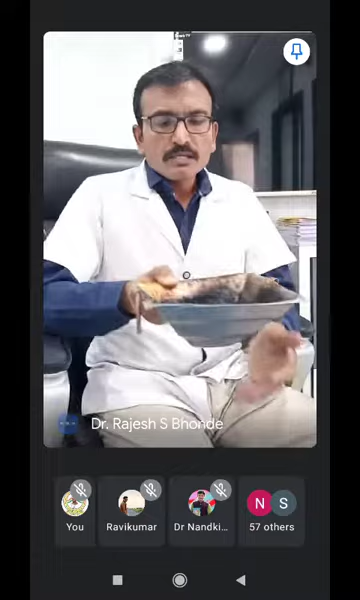 Dr. Rajesh S Bhonde
You
Ravikumar
Dr Nandki...
N
S
57 others